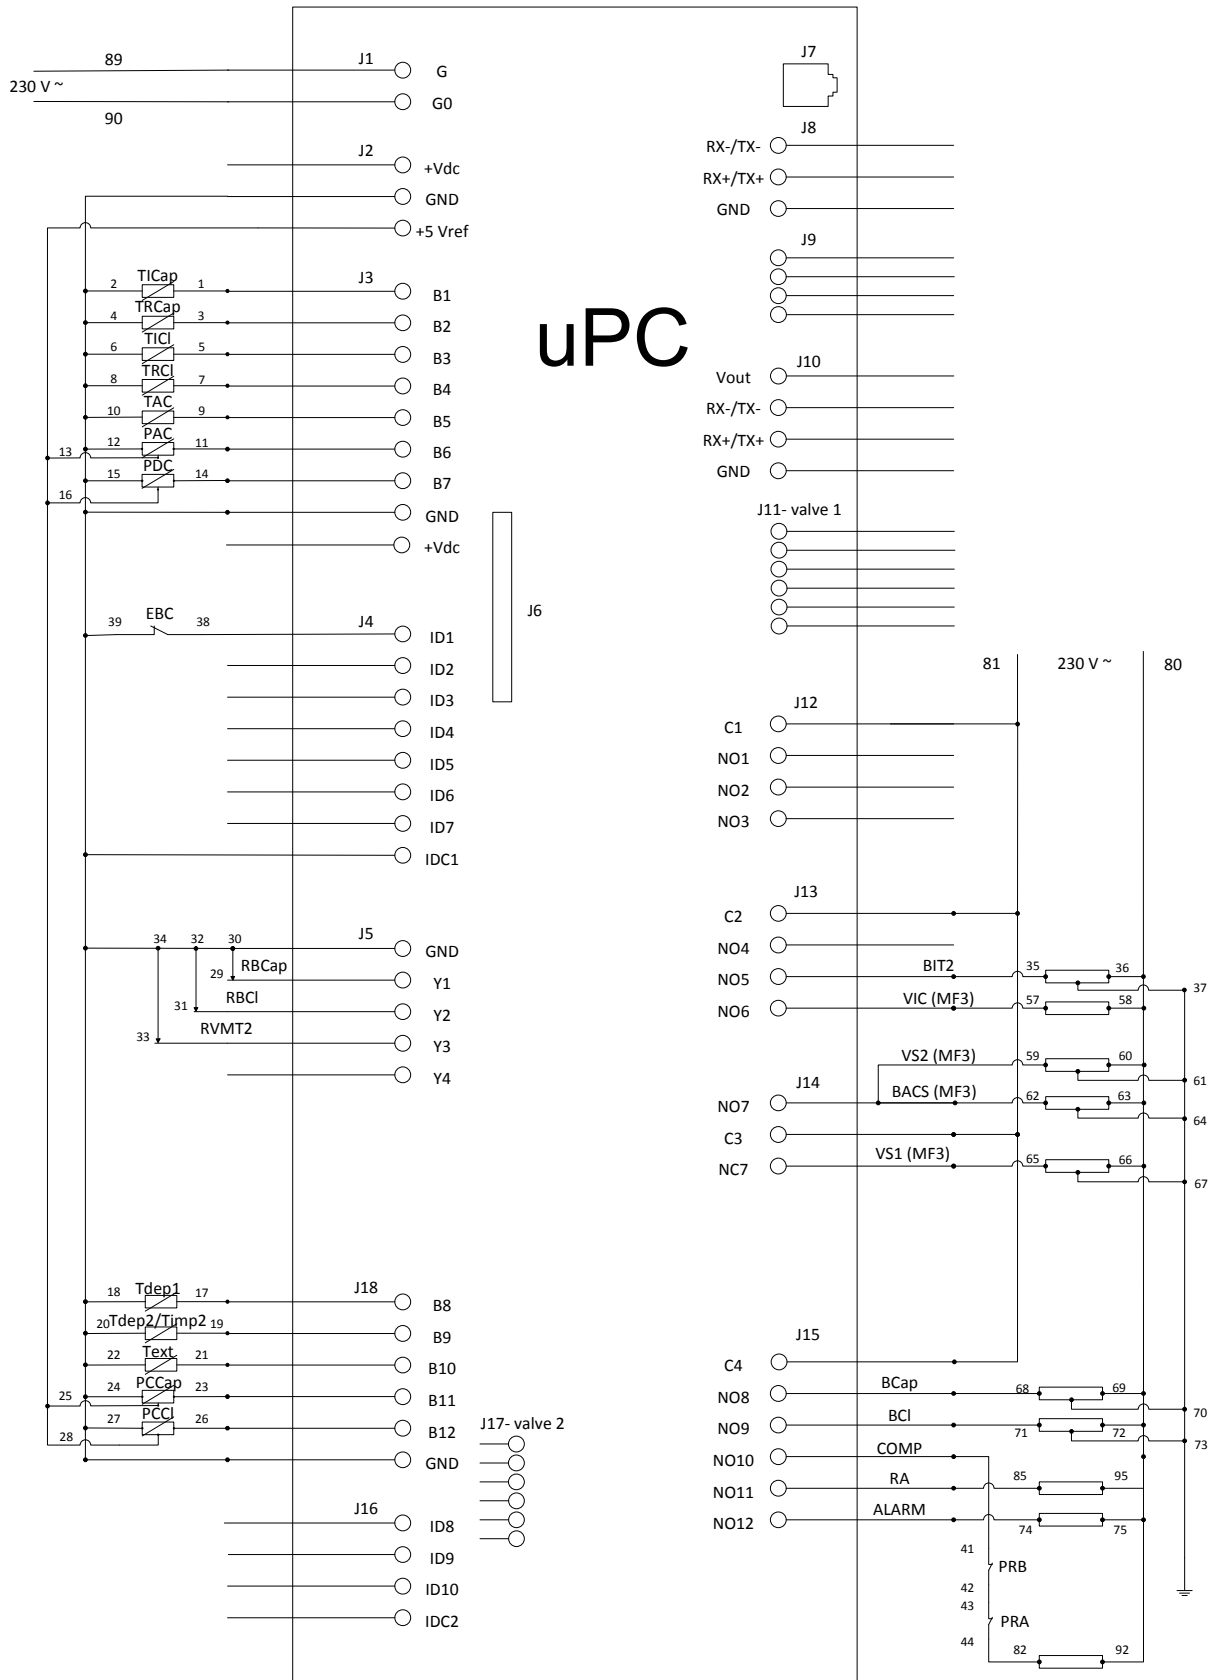 89 J1 G J7
230 V ~
90 G0
J8
RX-/TX-
J2 +Vdc
RX+/TX+
GND GND
+5 Vref J9
2 TICap 1 J3 B1
4 TRCap 3 B2
uPC
6 TICl 5 B3
8 TRCl 7 B4 Vout J10
10 TAC 9 B5 RX-/TX-
12 PAC 11 B6 RX+/TX+
13
15 PDC 14 B7 GND
16
GND J11- valve 1
+Vdc
J6
39 EBC 38 J4 ID1
ID2 81 230 V ~ 80
ID3
J12
ID4 C1
ID5 NO1
ID6 NO2
ID7 NO3
IDC1
J13
C2
34 32 30 J5 GND NO4
RBCap
29 Y1 NO5 BIT2 35 36
37
RBCl
31 Y2 NO6 VIC (MF3) 57 58
RVMT2
33 Y3
VS2 (MF3) 59 60
61
Y4
J14
NO7 BACS (MF3) 62 63
64
C3
NC7 VS1 (MF3) 65 66
67
18 Tdep1 17 J18 B8
20 Tdep2/Timp2 19 B9
J15
22 Text 21 B10 C4
24 PCCap 23 B11 NO8 BCap 68 69
25 70
27 PCCl 26 B12 J17- valve 2 NO9 BCl 71 72
28 73
GND NO10 COMP
NO11 RA 85 95
J16 ID8 NO12 ALARM 74 75
ID9 41 PRB
ID10 42
43
IDC2 PRA
44
82 92